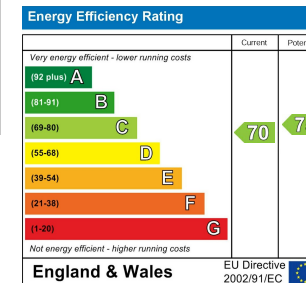 Energy Efficiency Rating
Current
Very energy efficient - lower running costs
(92 plus) A
(81-91) B
(69-80) C
70
(55-68) D
(39-54) E
(21-38) F
(1-20) G
Not energy efficient - higher running costs
England & Wales
EU Directive
2002/91/EC